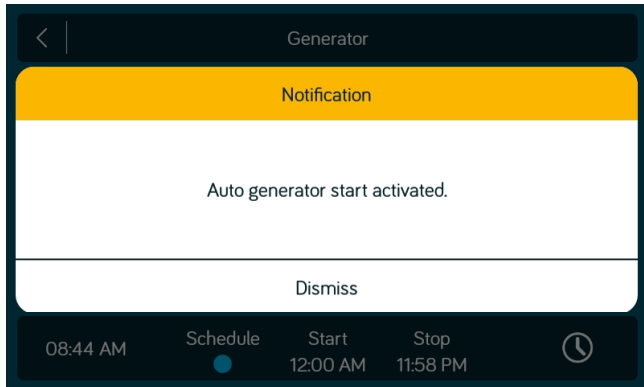 Generator
Notification
Auto generator start activated.
Dismiss
08:44 AM Schedule Start Stop
12:00 AM 11:58 PM